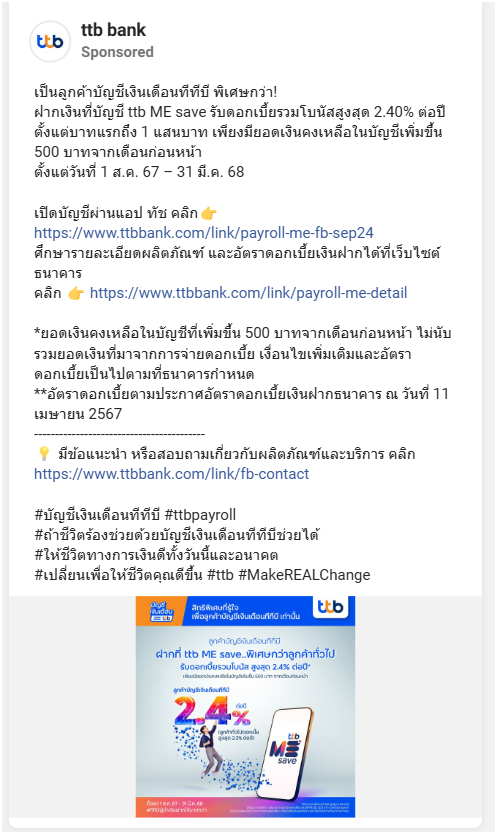 ttb
ttb bank
Sponsored
เป็นลูกค้าบัญชีเงินเดือนทีทีบี พิเศษกว่า!
ฝากเงินที่บัญชี ttb ME save รับดอกเบี้ยรวมโบนัสสูงสุด 2.40% ต่อปี
ตั้งแต่บาทแรกถึง 1 แสนบาท เพียงมียอดเงินคงเหลือในบัญชีเพิ่มขึ้น
500 บาทจากเดือนก่อนหน้า
ตั้งแต่วันที่ 1 ส.ค. 67 – 31 มี.ค. 68
เปิดบัญชีผ่านแอป ทัช คลิก👉
https://www.ttbbank.com/link/payroll-me-fb-sep24
ศึกษารายละเอียดผลิตภัณฑ์ และอัตราดอกเบี้ยเงินฝากได้ที่เว็บไซต์
ธนาคาร
คลิก 👉 https://www.ttbbank.com/link/payroll-me-detail
*ยอดเงินคงเหลือในบัญชีที่เพิ่มขึ้น 500 บาทจากเดือนก่อนหน้า ไม่นับ
รวมยอดเงินที่มาจากการจ่ายดอกเบี้ย เงื่อนไขเพิ่มเติมและอัตรา
ดอกเบี้ยเป็นไปตามที่ธนาคารกำหนด
**อัตราดอกเบี้ยตามประกาศอัตราดอกเบี้ยเงินฝากธนาคาร ณ วันที่ 11
เมษายน 2567
-----------------------------------------
💡 มีข้อแนะนำ หรือสอบถามเกี่ยวกับผลิตภัณฑ์และบริการ คลิก
https://www.ttbbank.com/link/fb-contact
#บัญชีเงินเดือนทีทีบี #ttbpayroll
#ถ้าชีวิตร้องช่วยด้วยบัญชีเงินเดือนทีทีบีช่วยได้
#ให้ชีวิตทางการเงินดีทั้งวันนี้และอนาคต
#เปลี่ยนเพื่อให้ชีวิตคุณดีขึ้น #ttb #MakeREALChange
บัญชี
เงินเดือน
ttb
สิทธิพิเศษที่รู้ใจ
เพื่อลูกค้าบัญชีเงินเดือนทีทีบี เท่านั้น
ttb
ลูกค้าบัญชีเงินเดือนทีทีบี
ฝากที่ ttb ME save..พิเศษกว่าลูกค้าทั่วไป
รับดอกเบี้ยรวมโบนัส สูงสุด 2.4% ต่อปี*
ลูกค้าบัญชีเงินเดือนทีทีบี
2.4% ต่อปี
(ลูกค้าทั่วไปดอกเบี้ย
สูงสุด 2.2% ต่อปี)
ttb
ME
save
ตั้งแต่ 1 ส.ค. 67 - 31 มี.ค. 68